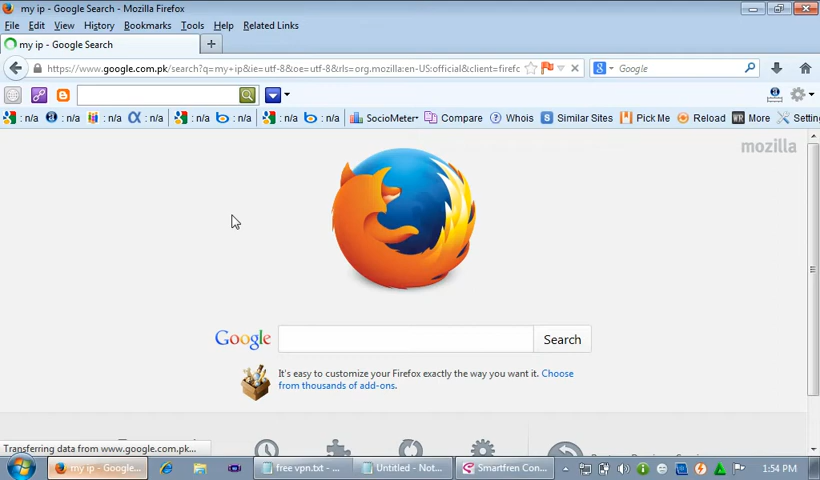 my ip - Google Search - Mozilla Firefox
File Edit View History Bookmarks Tools Help Related Links
my ip - Google Search
https://www.google.com.pk/search?q=my+ip&ie=utf-8&oe=utf-8&rls=org.mozilla:en-US:official&client=firefc
Google
: n/a : n/a : n/a : n/a : n/a : n/a : n/a : n/a SocioMeter Compare Whois Similar Sites Pick Me Reload More Setting
mozilla
Google Search
It's easy to customize your Firefox exactly the way you want it. Choose
from thousands of add-ons.
Transferring data from www.google.com.pk...
my ip - Google... free vpn.txt - ... Untitled - Not... Smartfren Con... 1:54 PM